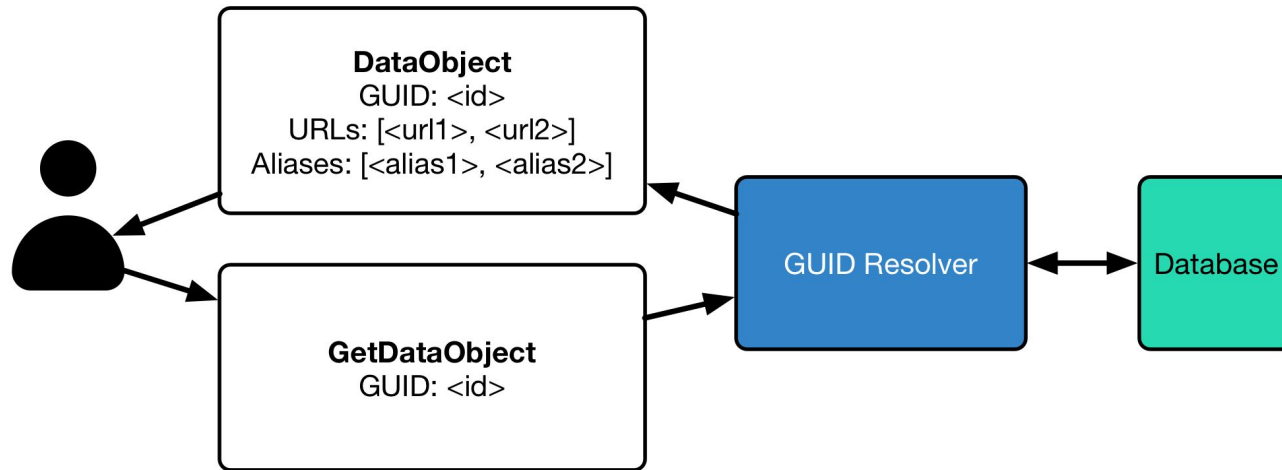 DataObject
GUID: <id>
URLs: [<url1>, <url2>]
Aliases: [<alias1>, <alias2>]
GetDataObject
GUID: <id>
GUID Resolver
Database